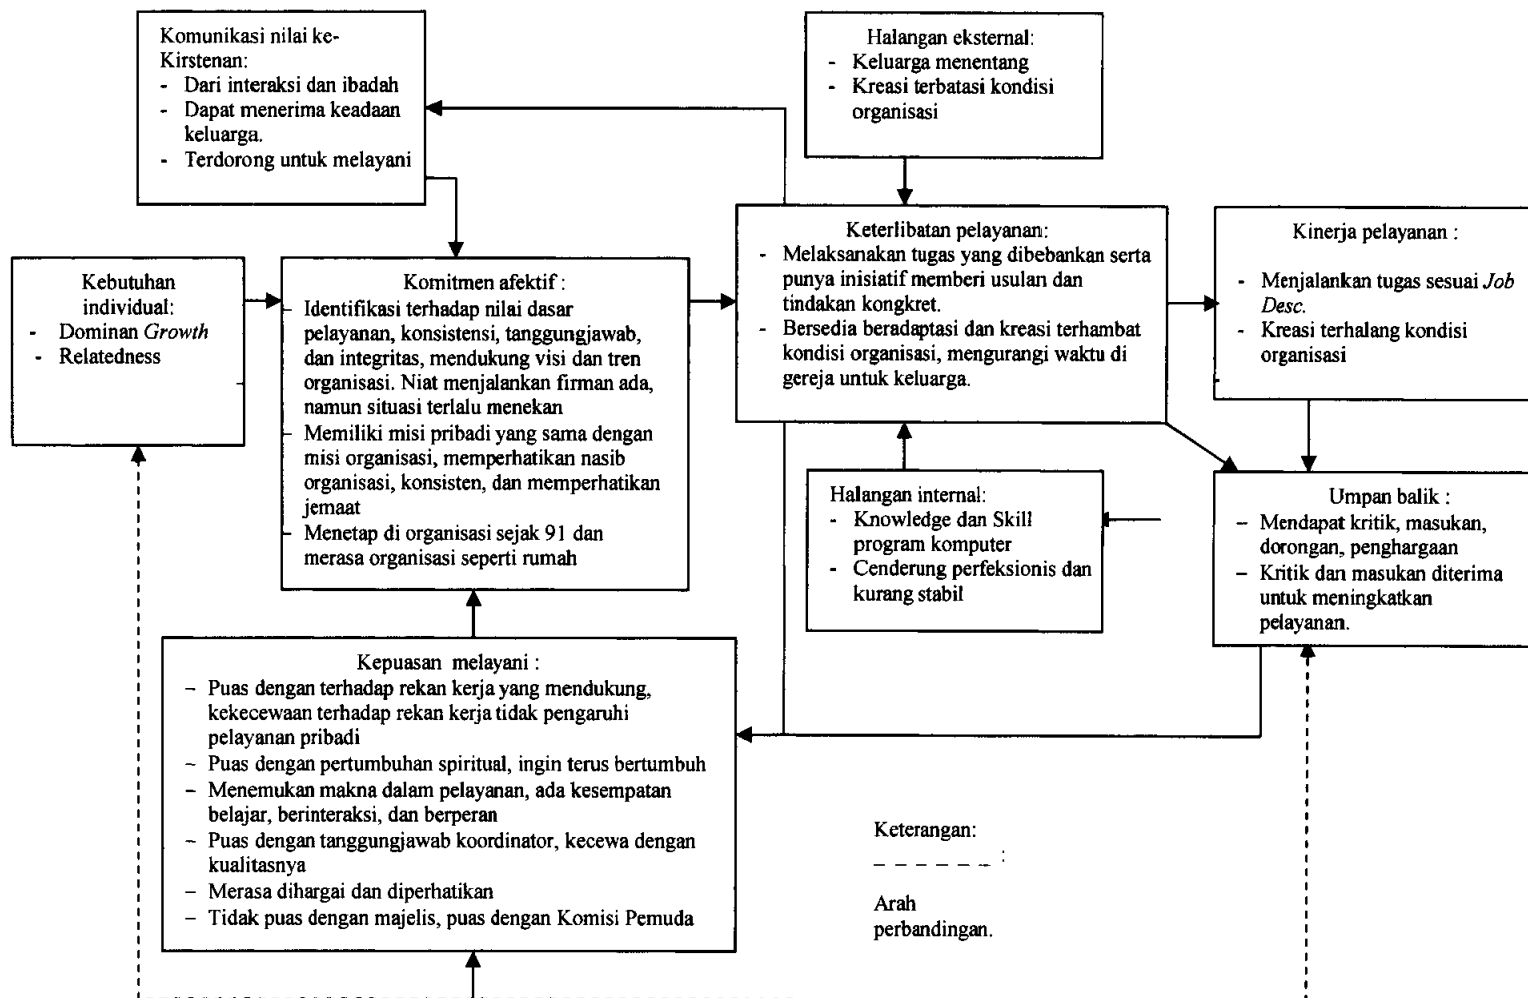 Komunikasi nilai ke-
Kirstenan:
- Dari interaksi dan ibadah
- Dapat menerima keadaan
keluarga.
- Terdorong untuk melayani
Halangan eksternal:
- Keluarga menentang
- Kreasi terbatasi kondisi
organisasi
Kebutuhan
individual:
- Dominan Growth
- Relatedness
Komitmen afektif :
- Identifikasi terhadap nilai dasar
pelayanan, konsistensi, tanggungjawab,
dan integritas, mendukung visi dan tren
organisasi. Niat menjalankan firman ada,
namun situasi terlalu menekan
- Memiliki misi pribadi yang sama dengan
misi organisasi, memperhatikan nasib
organisasi, konsisten, dan memperhatikan
jemaat
- Menetap di organisasi sejak 91 dan
merasa organisasi seperti rumah
Keterlibatan pelayanan:
- Melaksanakan tugas yang dibebankan serta
punya inisiatif memberi usulan dan
tindakan kongkret.
- Bersedia beradaptasi dan kreasi terhambat
kondisi organisasi, mengurangi waktu di
gereja untuk keluarga.
Kinerja pelayanan :
- Menjalankan tugas sesuai Job
Desc.
- Kreasi terhalang kondisi
organisasi
-
Halangan internal:
- Knowledge dan Skill
program komputer
- Cenderung perfeksionis dan
kurang stabil
Umpan balik :
– Mendapat kritik, masukan,
dorongan, penghargaan
– Kritik dan masukan diterima
untuk meningkatkan
pelayanan.
Kepuasan melayani :
– Puas dengan terhadap rekan kerja yang mendukung,
kekecewaan terhadap rekan kerja tidak pengaruhi
pelayanan pribadi
– Puas dengan pertumbuhan spiritual, ingin terus bertumbuh
– Menemukan makna dalam pelayanan, ada kesempatan
belajar, berinteraksi, dan berperan
– Puas dengan tanggungjawab koordinator, kecewa dengan
kualitasnya
– Merasa dihargai dan diperhatikan
– Tidak puas dengan majelis, puas dengan Komisi Pemuda
Keterangan:
_ _ _ _ _ _ _ :
Arah
perbandingan.